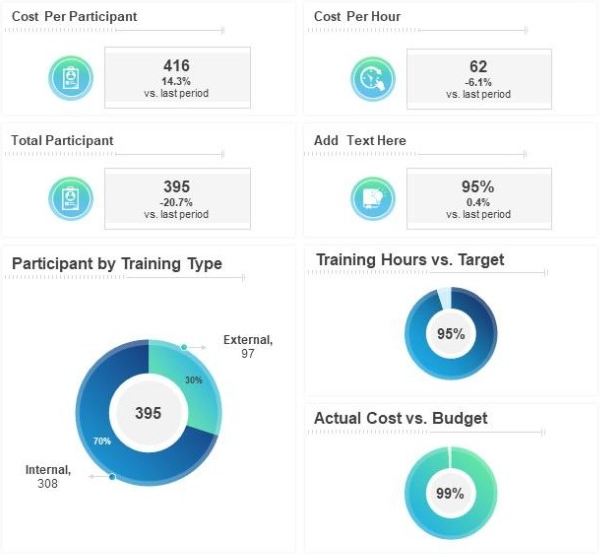 Cost Per Participant
416
14.3%
vs. last period
Cost Per Hour
62
-6.1%
vs. last period
Total Participant
395
-20.7%
vs. last period
Add Text Here
95%
0.4%
vs. last period
Participant by Training Type
External,
97
30%
395
70%
Internal,
308
Training Hours vs. Target
95%
Actual Cost vs. Budget
99%